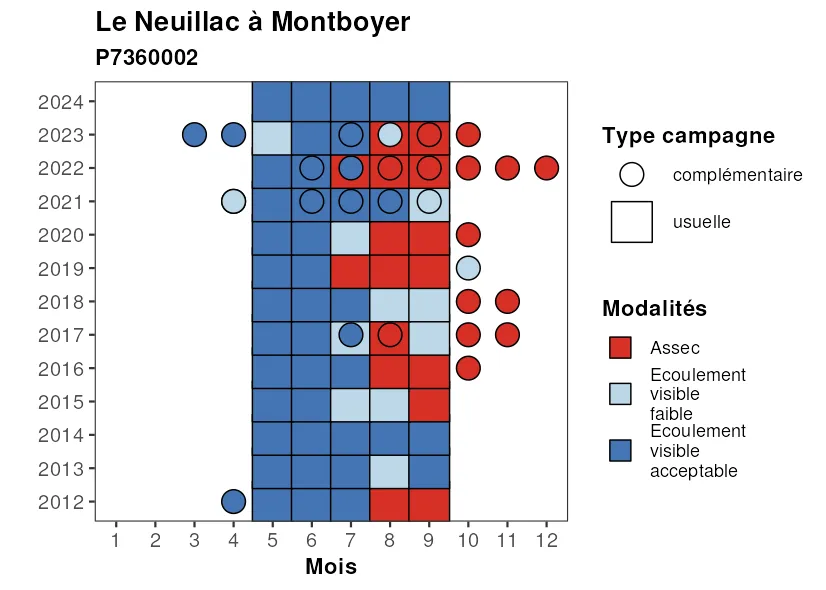 Le Neuillac à Montboyer
P7360002
2024
2023
2022
2021
2020
2019
2018
2017
2016
2015
2014
2013
2012
1 2 3 4 5 6 7 8 9 10 11 12
Mois
Type campagne
complémentaire
usuelle
Modalités
Assec
Ecoulement
visible
faible
Ecoulement
visible
acceptable